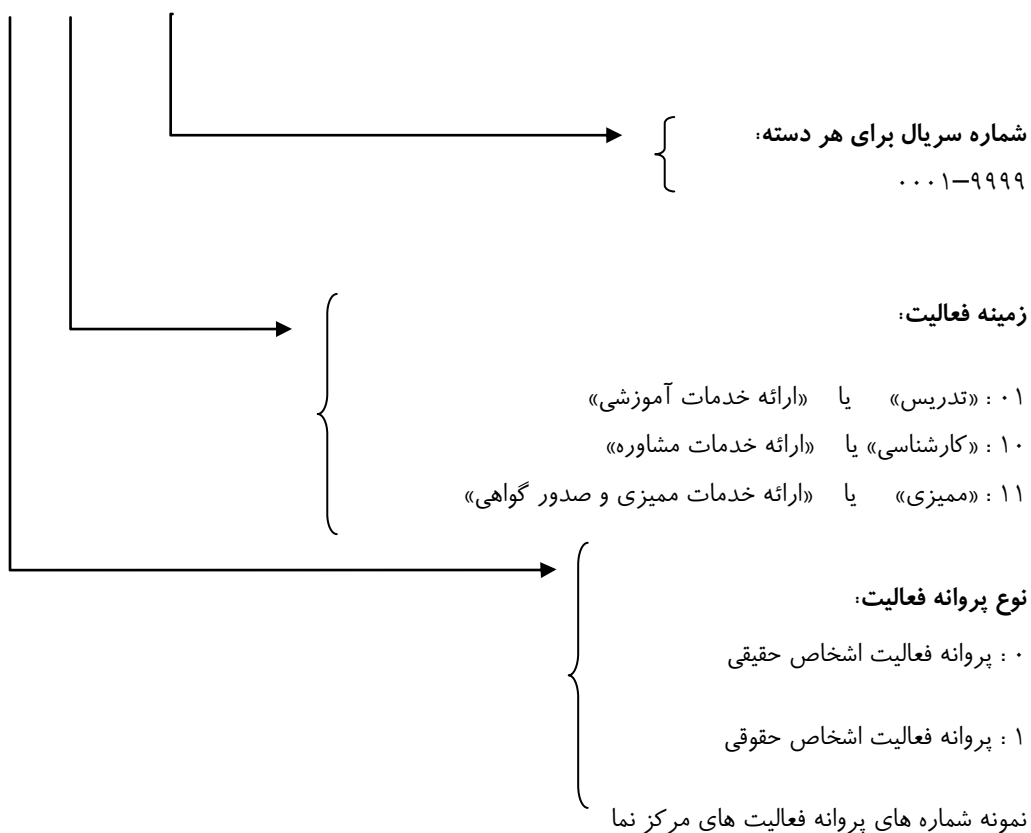 شماره سریال برای هر دسته:
۰۰۰۱–۹۹۹۹
زمینه فعالیت:
۰۱ : «تدریس» یا «ارائه خدمات آموزشی»
۱۰ : «کارشناسی» یا «ارائه خدمات مشاوره»
۱۱ : «ممیزی» یا «ارائه خدمات ممیزی و صدور گواهی»
نوع پروانه فعالیت:
۰ : پروانه فعالیت اشخاص حقیقی
۱ : پروانه فعالیت اشخاص حقوقی
نمونه شماره های پروانه فعالیت های مرکز نما